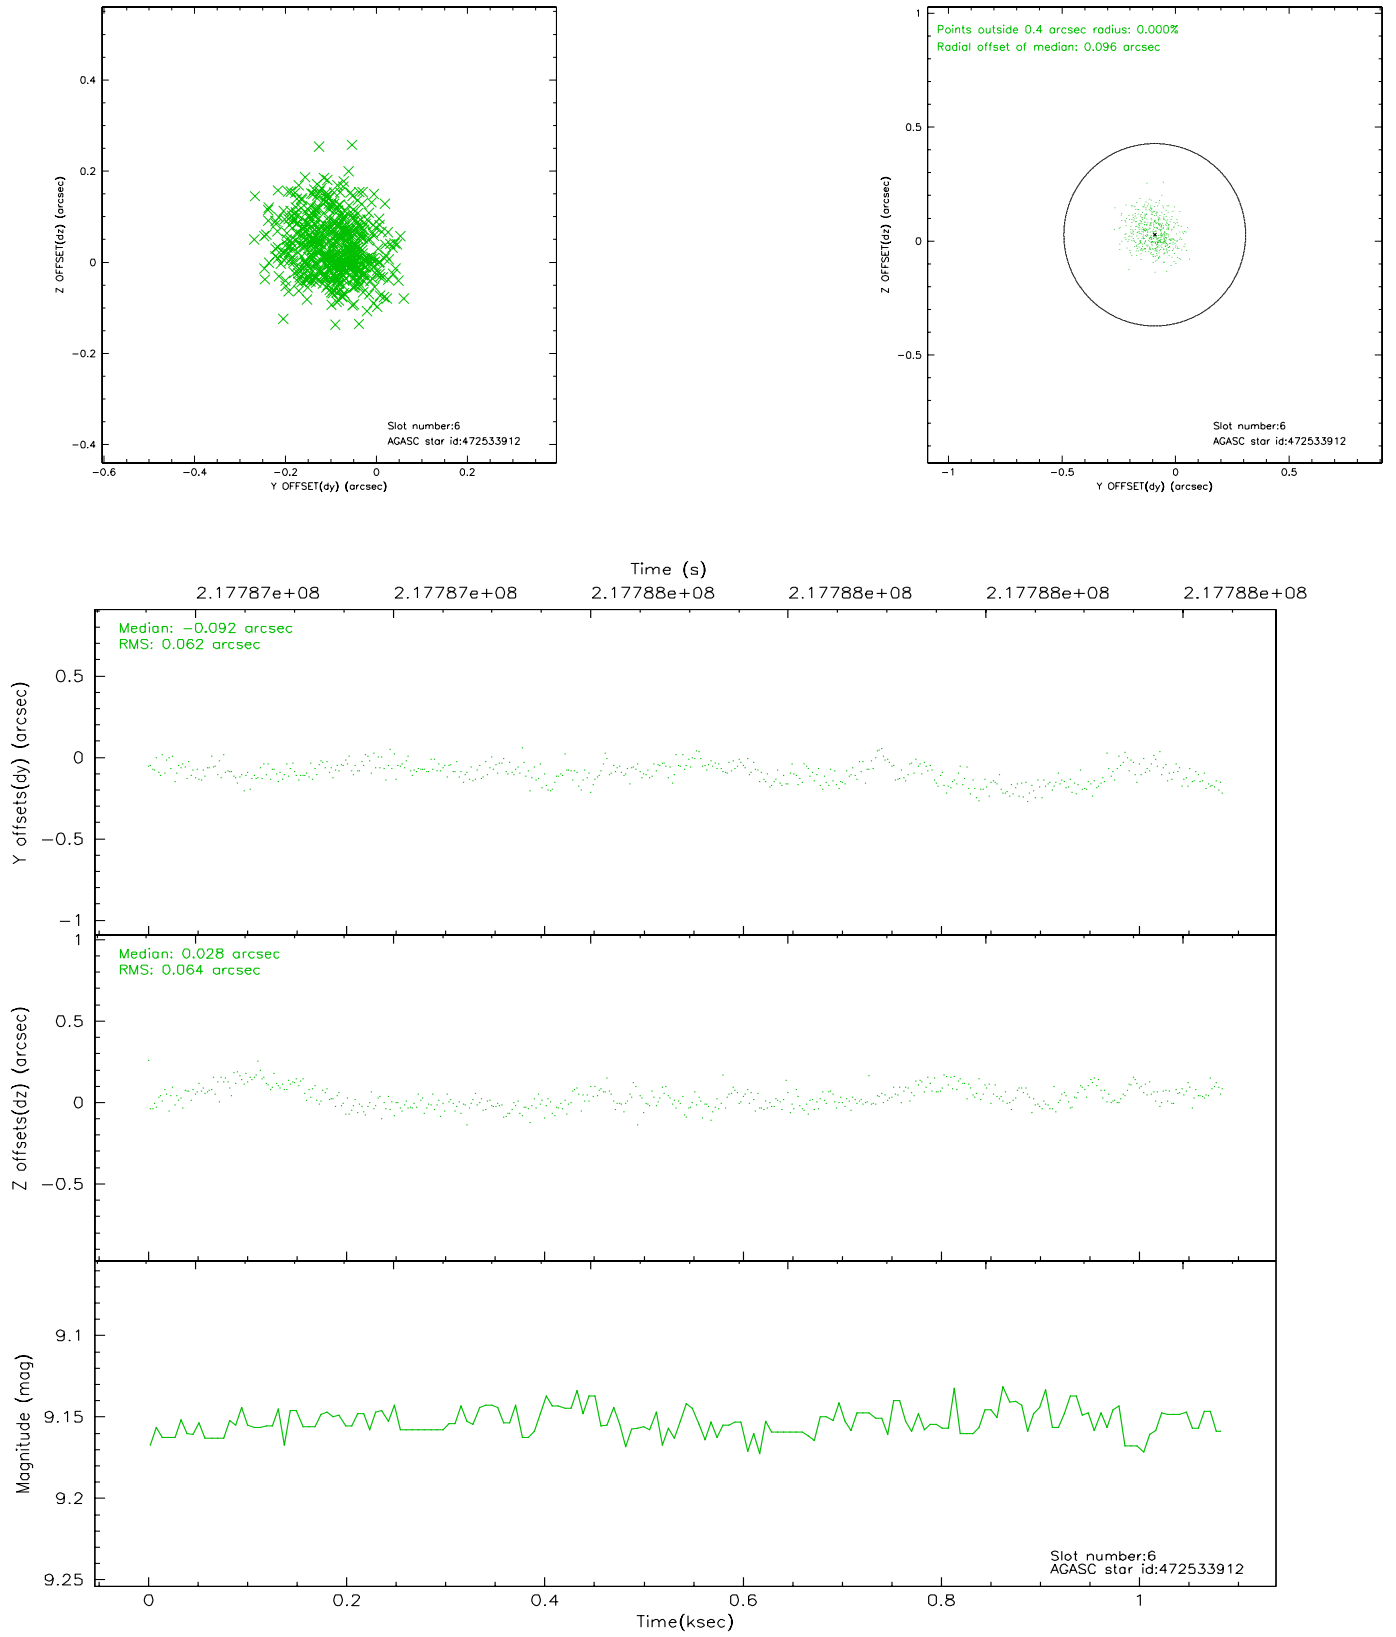 0.4
0.2
0
−0.2
−0.4
Z OFFSET(dz) (arcsec)
Slot number:6
AGASC star id:472533912
−0.6 −0.4 −0.2 0 0.2
Y OFFSET(dy) (arcsec)
1
0.5
0
−0.5
Z OFFSET(dz) (arcsec)
Points outside 0.4 arcsec radius: 0.000%
Radial offset of median: 0.096 arcsec
Slot number:6
AGASC star id:472533912
−1 −0.5 0 0.5
Y OFFSET(dy) (arcsec)
Time (s)
2.17787e+08 2.17787e+08 2.17788e+08 2.17788e+08 2.17788e+08 2.17788e+08
Median: −0.092 arcsec
RMS: 0.062 arcsec
0.5
0
−0.5
−1
Y offsets(dy) (arcsec)
Median: 0.028 arcsec
RMS: 0.064 arcsec
1
0.5
0
−0.5
Z offsets(dz) (arcsec)
9.1
9.15
9.2
9.25
Magnitude (mag)
Slot number:6
AGASC star id:472533912
0 0.2 0.4 0.6 0.8 1
Time(ksec)